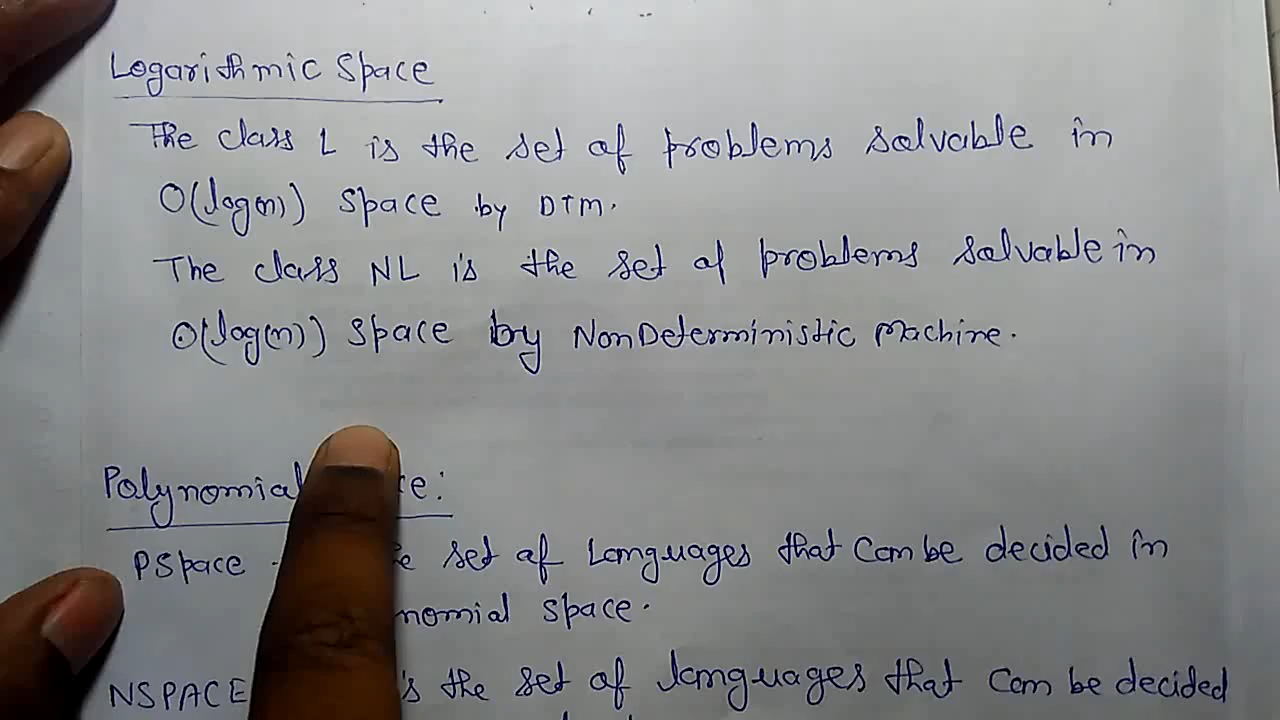 Logarithmic Space
The class L is the set of problems solvable in
O(log(n)) space by DTM.
The class NL is the set of problems solvable in
O(log(n)) space by NonDeterministic Machine.
Polynomial
PSpace set of Languages that can be decided in
space.
NSPACE the set of languages that can be decided